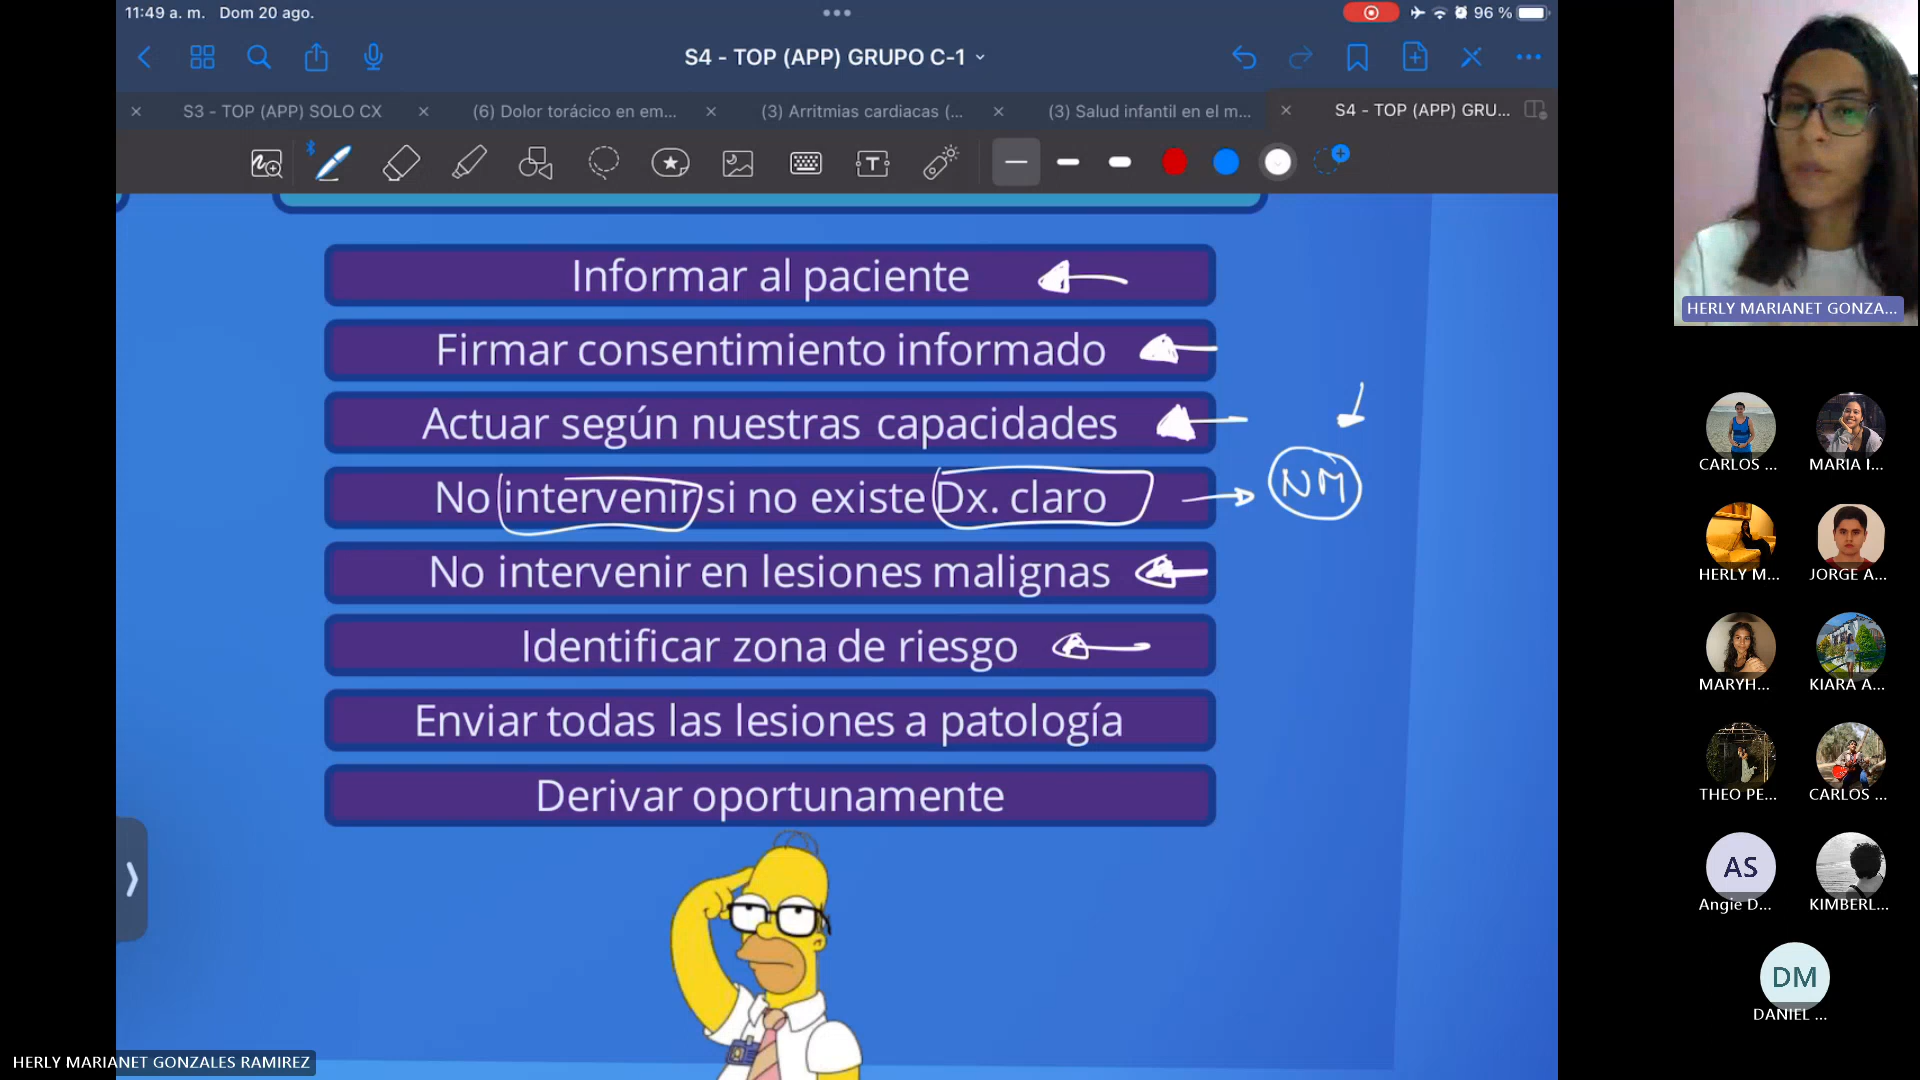 11:49 a. m. Dom 20 ago.
96 %
S4 - TOP (APP) GRUPO C-1
S3 - TOP (APP) SOLO CX
(6) Dolor torácico en em...
(3) Arritmias cardiacas (...
(3) Salud infantil en el m...
S4 - TOP (APP) GRU...
T
Informar al paciente
Firmar consentimiento informado
Actuar según nuestras capacidades
No intervenir si no existe Dx. claro
NM
No intervenir en lesiones malignas
Identificar zona de riesgo
Enviar todas las lesiones a patología
Derivar oportunamente
HERLY MARIANET GONZALES RAMIREZ
HERLY MARIANET GONZA...
CARLOS ...
MARIA I...
HERLY M...
JORGE A...
MARYH...
KIARA A...
THEO PE...
CARLOS ...
AS
Angie D...
KIMBERL...
DM
DANIEL ...